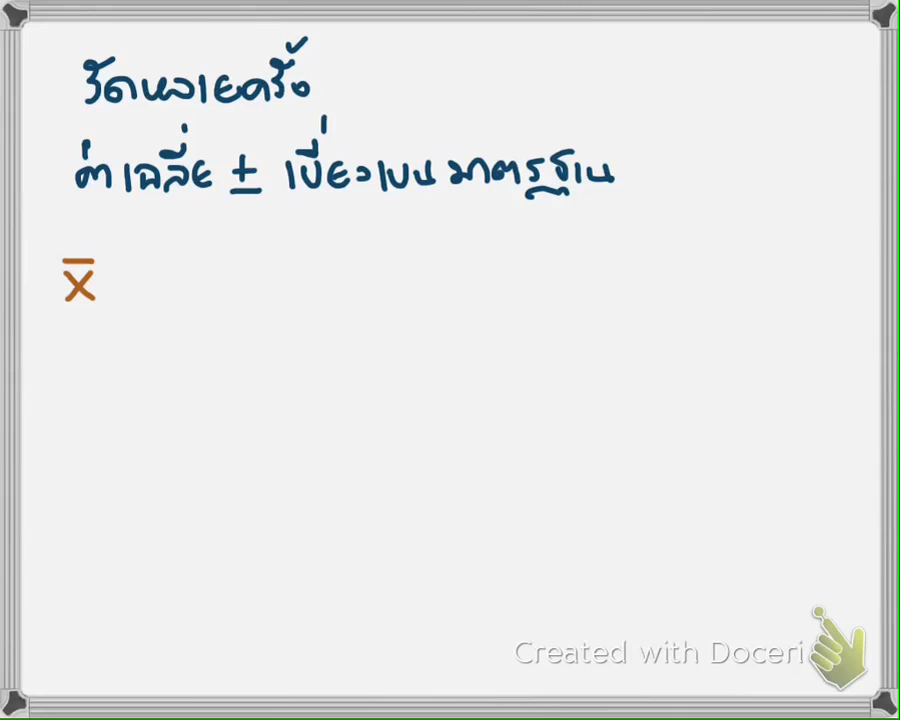 วัดหลายครั้ง
ค่าเฉลี่ย ± เบี่ยงเบนมาตรฐาน
x̄
Created with Doceri